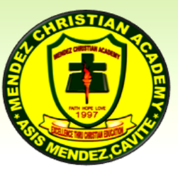 MENDEZ CHRISTIAN ACADEMY
MENDEZ CHRISTIAN ACADEMY
FAITH HOPE LOVE
1997
EXCELLENCE THRU CHRISTIAN EDUCATION
ASIS MENDEZ, CAVITE